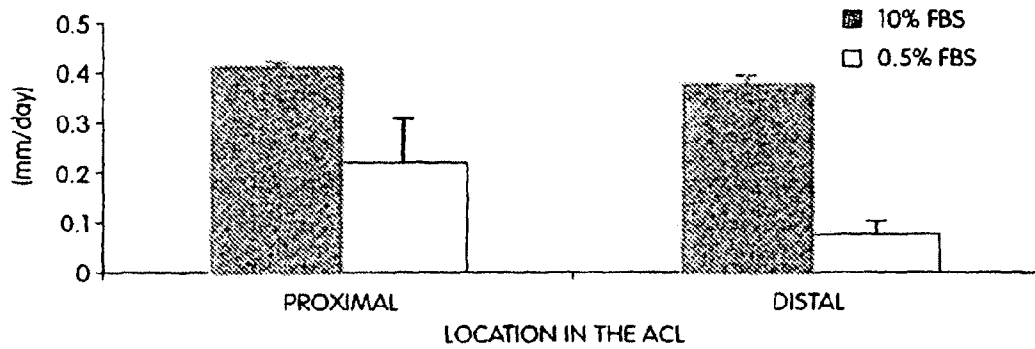 0.5
0.4
0.3
0.2
0.1
0
(mm/day)
10% FBS
0.5% FBS
PROXIMAL
DISTAL
LOCATION IN THE ACL